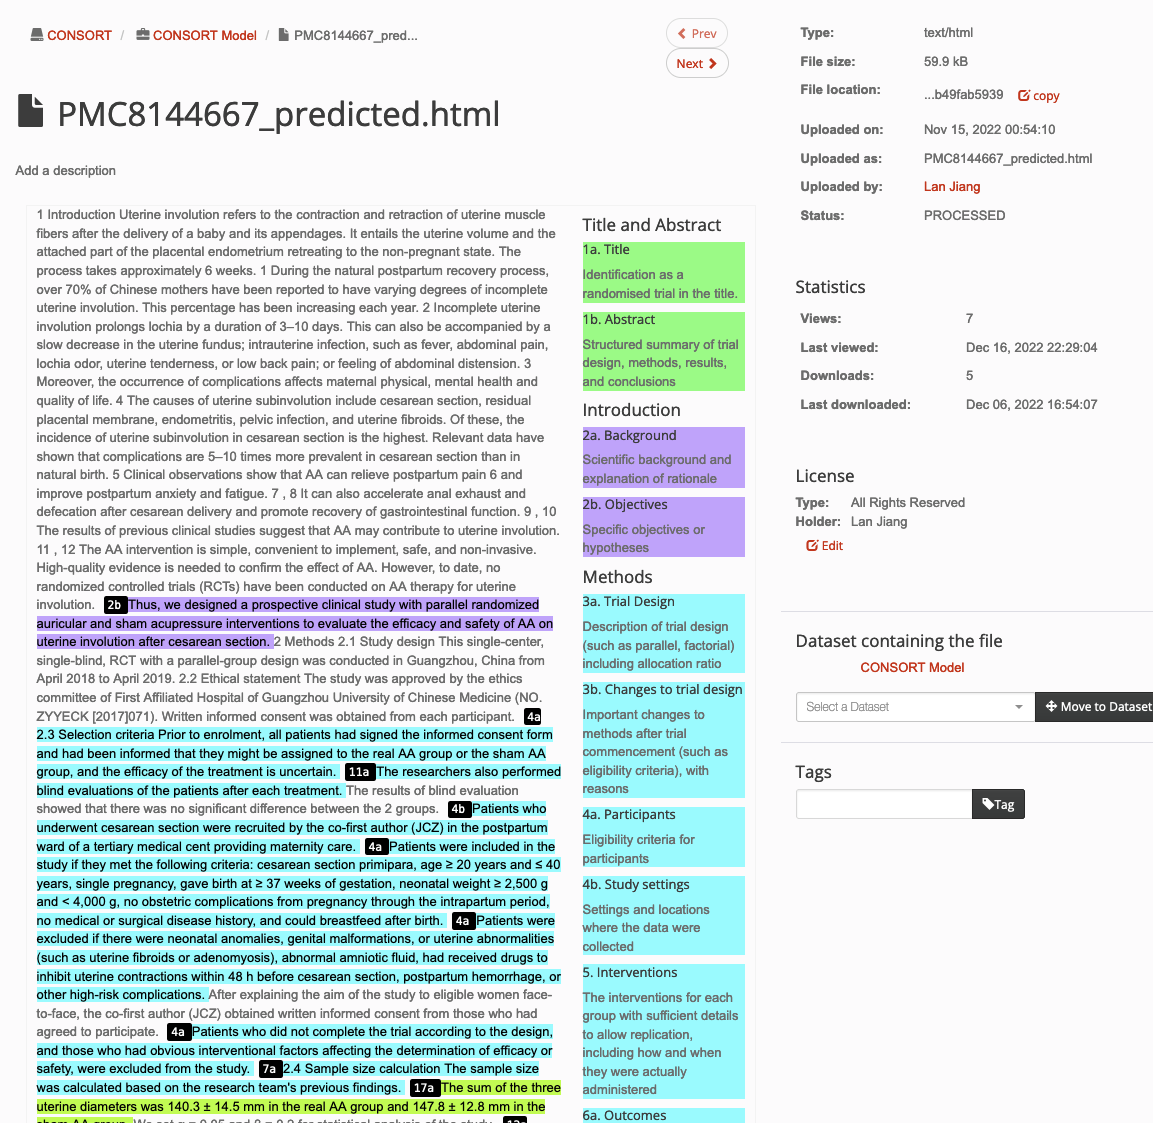 CONSORT / CONSORT Model / PMC8144667_pred...
Prev
Next
PMC8144667_predicted.html
Add a description
1 Introduction Uterine involution refers to the contraction and retraction of uterine muscle
fibers after the delivery of a baby and its appendages. It entails the uterine volume and the
attached part of the placental endometrium retreating to the non-pregnant state. The
process takes approximately 6 weeks. 1 During the natural postpartum recovery process,
over 70% of Chinese mothers have been reported to have varying degrees of incomplete
uterine involution. This percentage has been increasing each year. 2 Incomplete uterine
involution prolongs lochia by a duration of 3–10 days. This can also be accompanied by a
slow decrease in the uterine fundus; intrauterine infection, such as fever, abdominal pain,
lochia odor, uterine tenderness, or low back pain; or feeling of abdominal distension. 3
Moreover, the occurrence of complications affects maternal physical, mental health and
quality of life. 4 The causes of uterine subinvolution include cesarean section, residual
placental membrane, endometritis, pelvic infection, and uterine fibroids. Of these, the
incidence of uterine subinvolution in cesarean section is the highest. Relevant data have
shown that complications are 5–10 times more prevalent in cesarean section than in
natural birth. 5 Clinical observations show that AA can relieve postpartum pain 6 and
improve postpartum anxiety and fatigue. 7 , 8 It can also accelerate anal exhaust and
defecation after cesarean delivery and promote recovery of gastrointestinal function. 9 , 10
The results of previous clinical studies suggest that AA may contribute to uterine involution.
11 , 12 The AA intervention is simple, convenient to implement, safe, and non-invasive.
High-quality evidence is needed to confirm the effect of AA. However, to date, no
randomized controlled trials (RCTs) have been conducted on AA therapy for uterine
involution. 2b Thus, we designed a prospective clinical study with parallel randomized
auricular and sham acupressure interventions to evaluate the efficacy and safety of AA on
uterine involution after cesarean section. 2 Methods 2.1 Study design This single-center,
single-blind, RCT with a parallel-group design was conducted in Guangzhou, China from
April 2018 to April 2019. 2.2 Ethical statement The study was approved by the ethics
committee of First Affiliated Hospital of Guangzhou University of Chinese Medicine (NO.
ZYYECK [2017]071). Written informed consent was obtained from each participant. 4a
2.3 Selection criteria Prior to enrolment, all patients had signed the informed consent form
and had been informed that they might be assigned to the real AA group or the sham AA
group, and the efficacy of the treatment is uncertain. 11a The researchers also performed
blind evaluations of the patients after each treatment. The results of blind evaluation
showed that there was no significant difference between the 2 groups. 4b Patients who
underwent cesarean section were recruited by the co-first author (JCZ) in the postpartum
ward of a tertiary medical cent providing maternity care. 4a Patients were included in the
study if they met the following criteria: cesarean section primipara, age ≥ 20 years and ≤ 40
years, single pregnancy, gave birth at ≥ 37 weeks of gestation, neonatal weight ≥ 2,500 g
and < 4,000 g, no obstetric complications from pregnancy through the intrapartum period,
no medical or surgical disease history, and could breastfeed after birth. 4a Patients were
excluded if there were neonatal anomalies, genital malformations, or uterine abnormalities
(such as uterine fibroids or adenomyosis), abnormal amniotic fluid, had received drugs to
inhibit uterine contractions within 48 h before cesarean section, postpartum hemorrhage, or
other high-risk complications. After explaining the aim of the study to eligible women face-
to-face, the co-first author (JCZ) obtained written informed consent from those who had
agreed to participate. 4a Patients who did not complete the trial according to the design,
and those who had obvious interventional factors affecting the determination of efficacy or
safety, were excluded from the study. 7a 2.4 Sample size calculation The sample size
was calculated based on the research team's previous findings. 17a The sum of the three
uterine diameters was 140.3 ± 14.5 mm in the real AA group and 147.8 ± 12.8 mm in the
Title and Abstract
1a. Title
Identification as a
randomised trial in the title.
1b. Abstract
Structured summary of trial
design, methods, results,
and conclusions
Introduction
2a. Background
Scientific background and
explanation of rationale
2b. Objectives
Specific objectives or
hypotheses
Methods
3a. Trial Design
Description of trial design
(such as parallel, factorial)
including allocation ratio
3b. Changes to trial design
Important changes to
methods after trial
commencement (such as
eligibility criteria), with
reasons
4a. Participants
Eligibility criteria for
participants
4b. Study settings
Settings and locations
where the data were
collected
5. Interventions
The interventions for each
group with sufficient details
to allow replication,
including how and when
they were actually
administered
6a. Outcomes
Type: text/html
File size: 59.9 kB
File location: ...b49fab5939 copy
Uploaded on: Nov 15, 2022 00:54:10
Uploaded as: PMC8144667_predicted.html
Uploaded by: Lan Jiang
Status: PROCESSED
Statistics
Views: 7
Last viewed: Dec 16, 2022 22:29:04
Downloads: 5
Last downloaded: Dec 06, 2022 16:54:07
License
Type: All Rights Reserved
Holder: Lan Jiang
Edit
Dataset containing the file
CONSORT Model
Select a Dataset
Move to Dataset
Tags
Tag